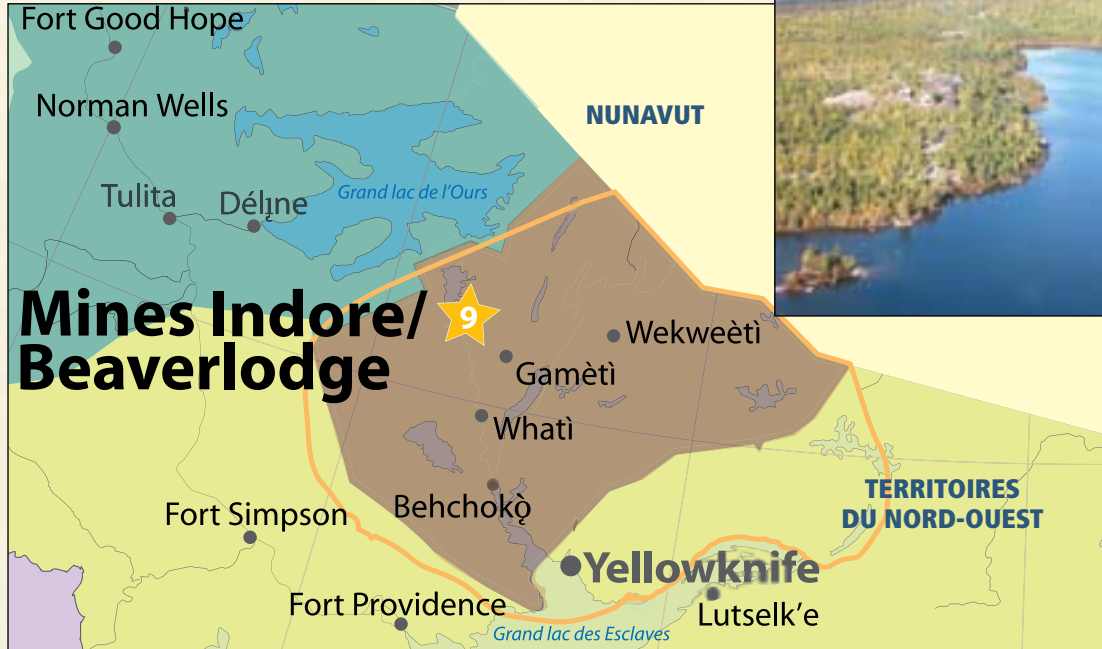 Fort Good Hope
Norman Wells
NUNAVUT
Tulita
Délı̨ne
Grand lac de l'Ours
Mines Indore/
Beaverlodge
9
Wekweètì
Gamètì
Whatì
Behchokǫ̀
Fort Simpson
TERRITOIRES
DU NORD-OUEST
Yellowknife
Fort Providence
Lutselk'e
Grand lac des Esclaves